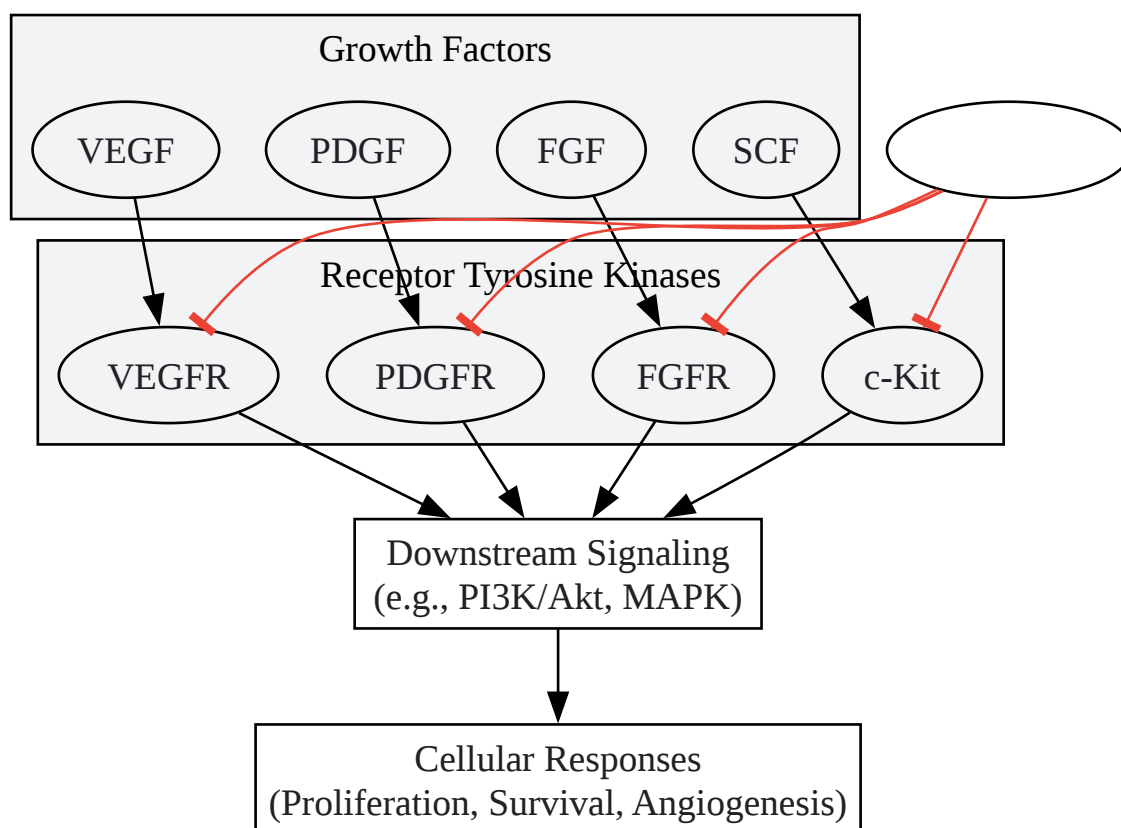 Growth Factors
VEGF
PDGF
FGF
SCF
Receptor Tyrosine Kinases
VEGFR
PDGFR
FGFR
c-Kit
Downstream Signaling
(e.g., PI3K/Akt, MAPK)
Cellular Responses
(Proliferation, Survival, Angiogenesis)